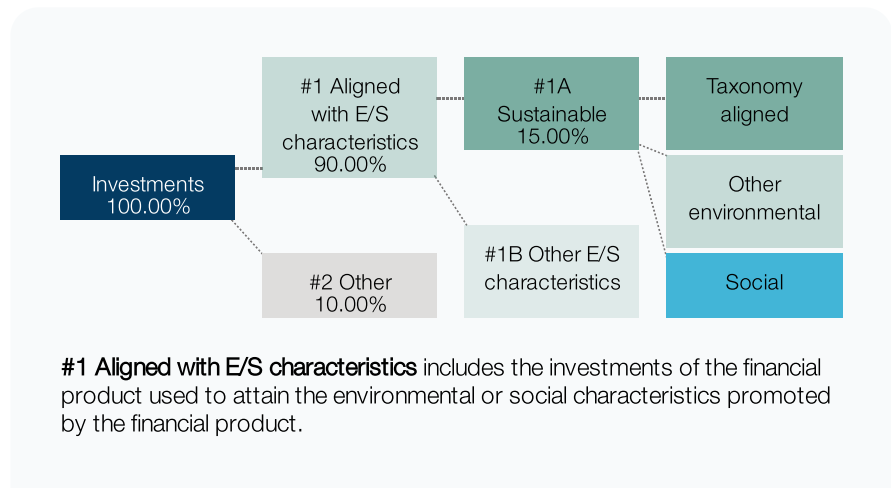 #1 Aligned
with E/S
characteristics
90.00%
#1A
Sustainable
15.00%
Taxonomy
aligned
Investments
100.00%
Other
environmental
#2 Other
10.00%
#1B Other E/S
characteristics
Social
#1 Aligned with E/S characteristics includes the investments of the financial
product used to attain the environmental or social characteristics promoted
by the financial product.